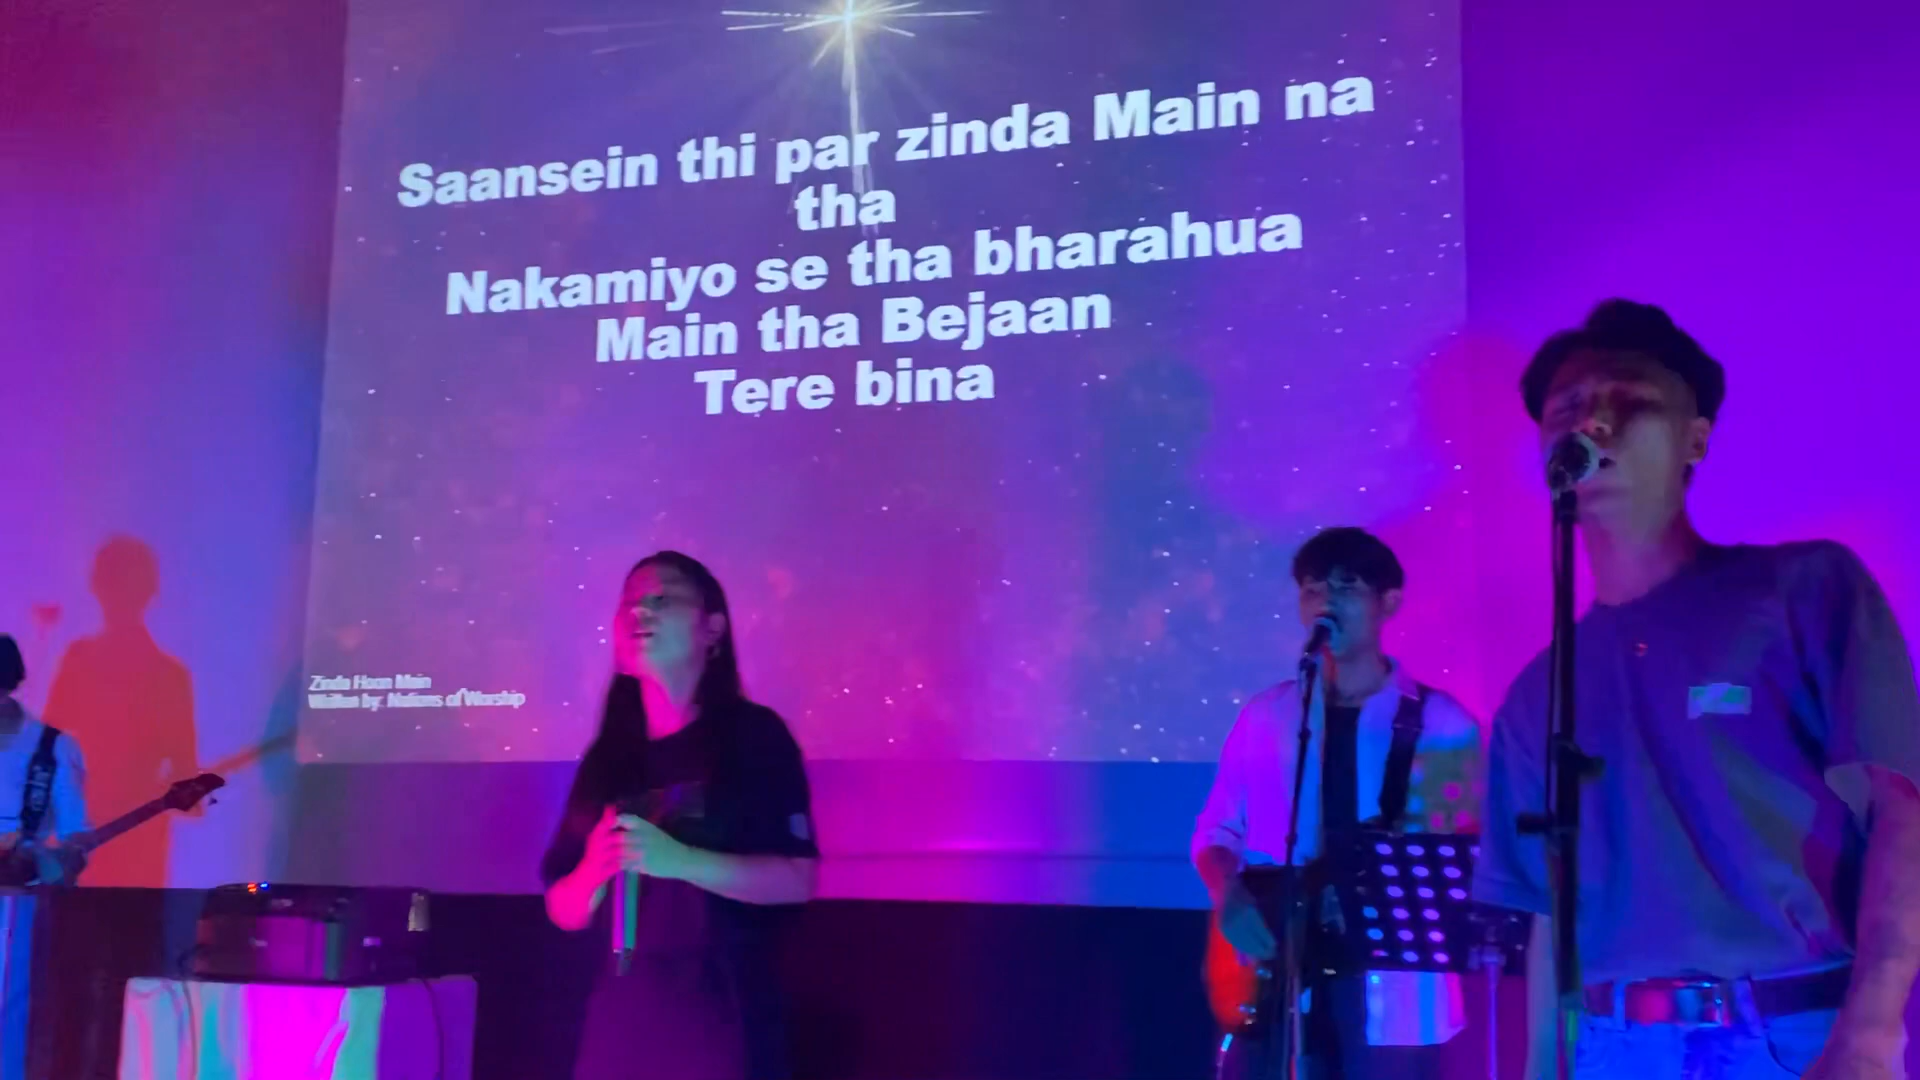 Saansein thi par zinda Main na
tha
Nakamiyo se tha bharahua
Main tha Bejaan
Tere bina
Zinda Hoon Main
Written by: Nations of Worship